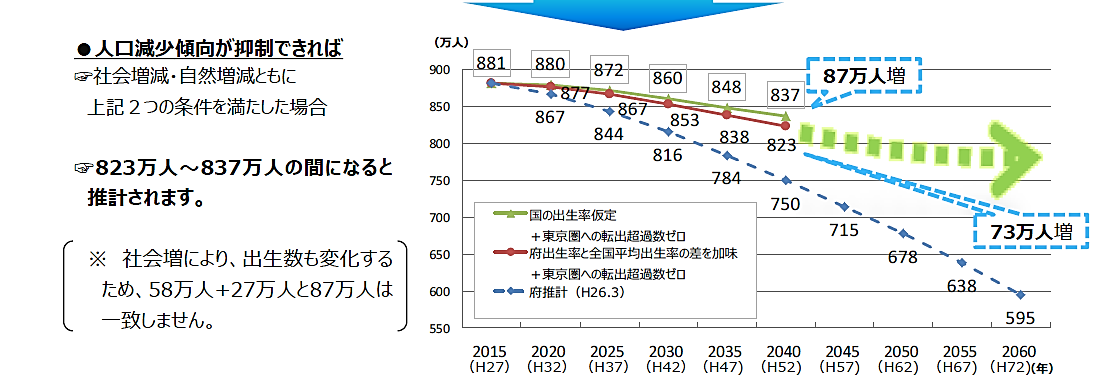 ●人口減少傾向が抑制できれば
☞社会増減・自然増減ともに
上記２つの条件を満たした場合
☞823万人～837万人の間になると
推計されます。
※　社会増により、出生数も変化する
ため、58万人＋27万人と87万人は
一致しません。
(万人)
900
850
800
750
700
650
600
550
881
880
872
860
848
837
877
867
853
838
823
867
844
816
784
750
715
678
638
595
87万人増
73万人増
国の出生率仮定
＋東京圏への転出超過数ゼロ
府出生率と全国平均出生率の差を加味
＋東京圏への転出超過数ゼロ
府推計（H26.3）
2015 2020 2025 2030 2035 2040 2045 2050 2055 2060
(H27) (H32) (H37) (H42) (H47) (H52) (H57) (H62) (H67) (H72) (年)